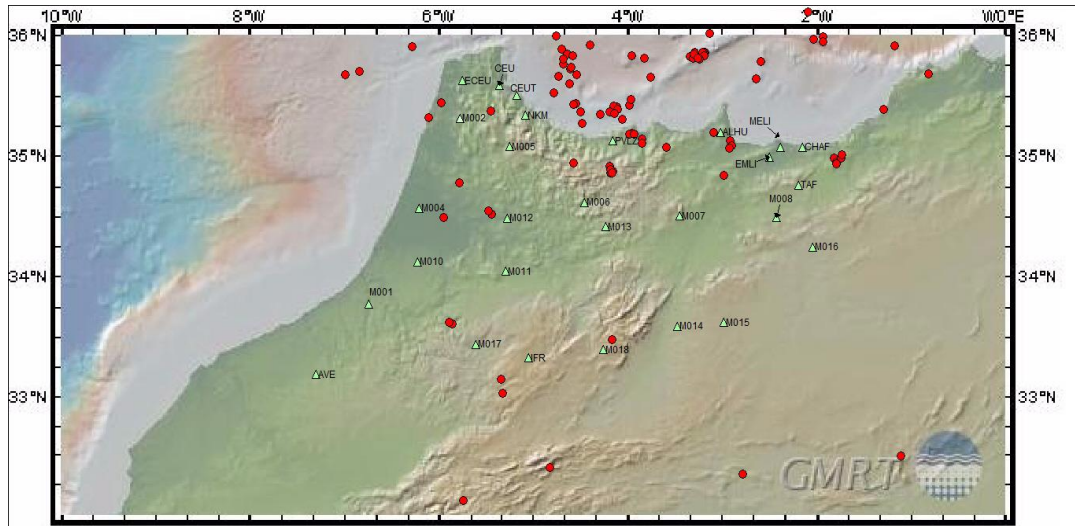 10°W 8°W 6°W 4°W 2°W W0°E
36°N 36°N
CEU
ECEU
CEUT
M002
NKM
MELI
ALHU
PVLZ
M005
CHAF
35°N 35°N
EMLI
TAF
M008
M006
M004
M012
M007
M013
M016
M010
M011
34°N 34°N
M001
M015
M014
M017
M018
IFR
AVE
33°N 33°N
GMRT